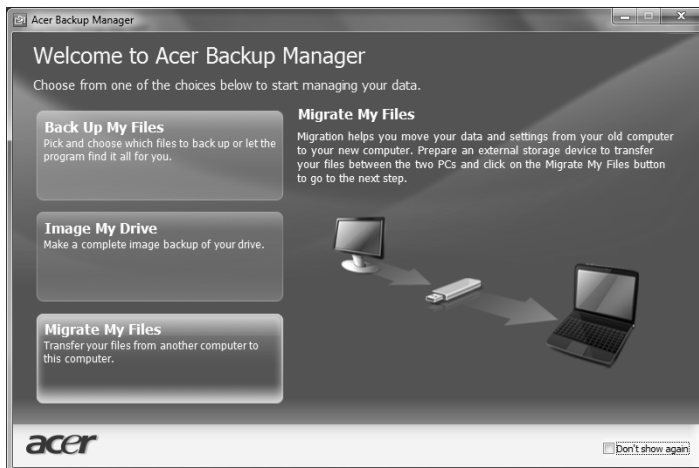 Acer Backup Manager
Welcome to Acer Backup Manager
Choose from one of the choices below to start managing your data.
Back Up My Files
Pick and choose which files to back up or let the
program find it all for you.
Image My Drive
Make a complete image backup of your drive.
Migrate My Files
Transfer your files from another computer to
this computer.
Migrate My Files
Migration helps you move your data and settings from your old computer
to your new computer. Prepare an external storage device to transfer
your files between the two PCs and click on the Migrate My Files button
to go to the next step.
acer
Don't show again